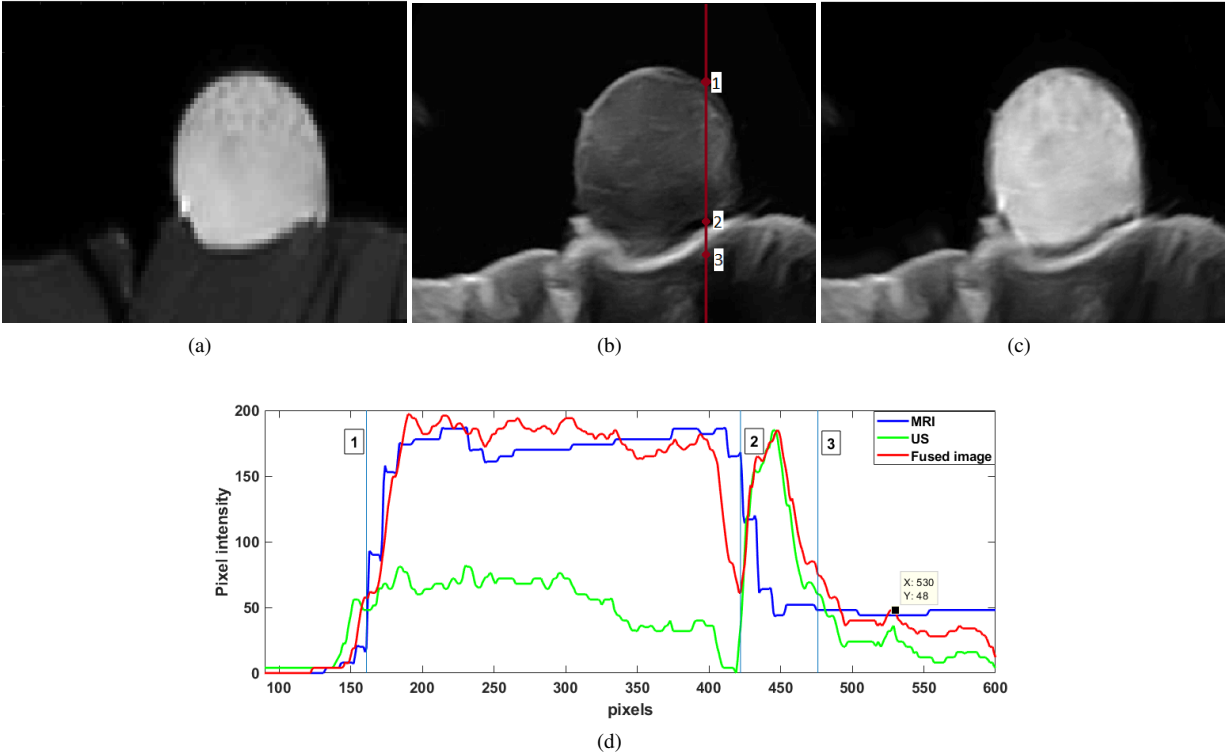 1
2
3
(a) (b) (c)
200
150
100
50
0
Pixel intensity
1 2 3
MRI
US
Fused image
X: 530
Y: 48
100 150 200 250 300 350 400 450 500 550 600
pixels
(d)